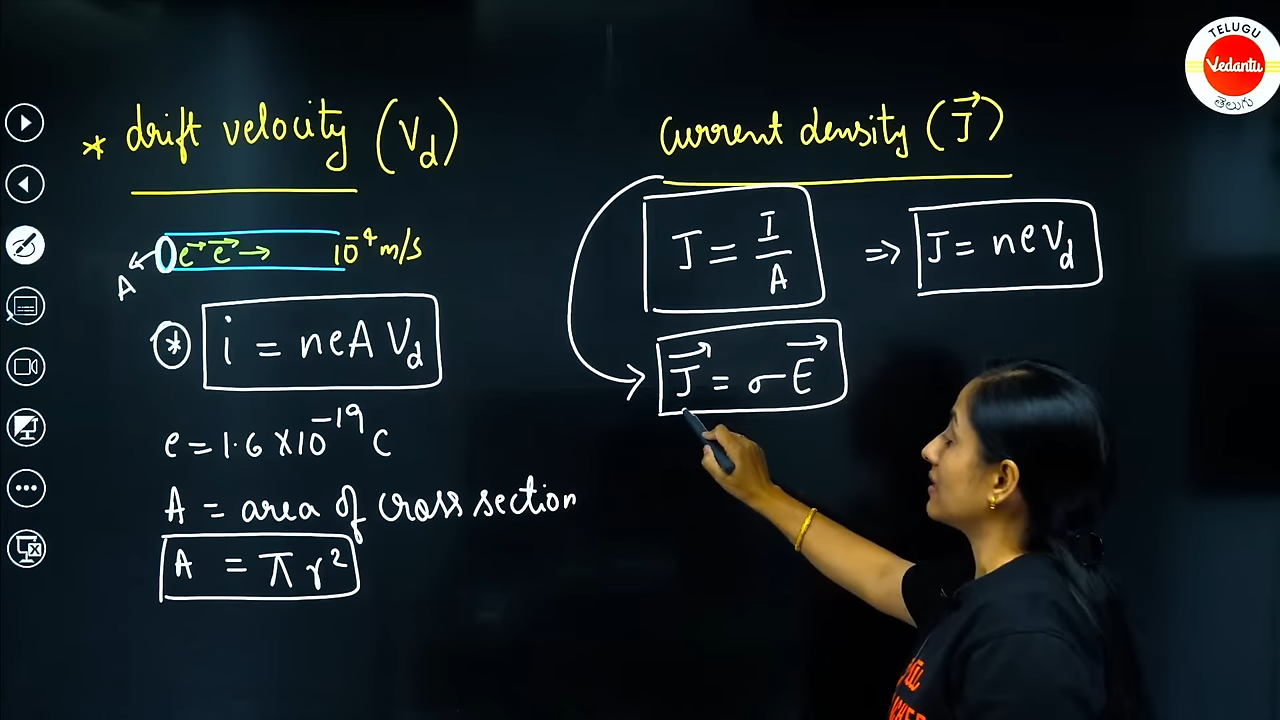 * drift velocity (Vd)
A
e e
10⁻⁴ m/s
* i = neA Vd
e = 1.6 × 10⁻¹⁹ C
A = area of cross section
A = πr²
current density (J⃗)
J = I/A ⇒ J = neVd
J⃗ = σE⃗
TELUGU
Vedantu
తెలుగు